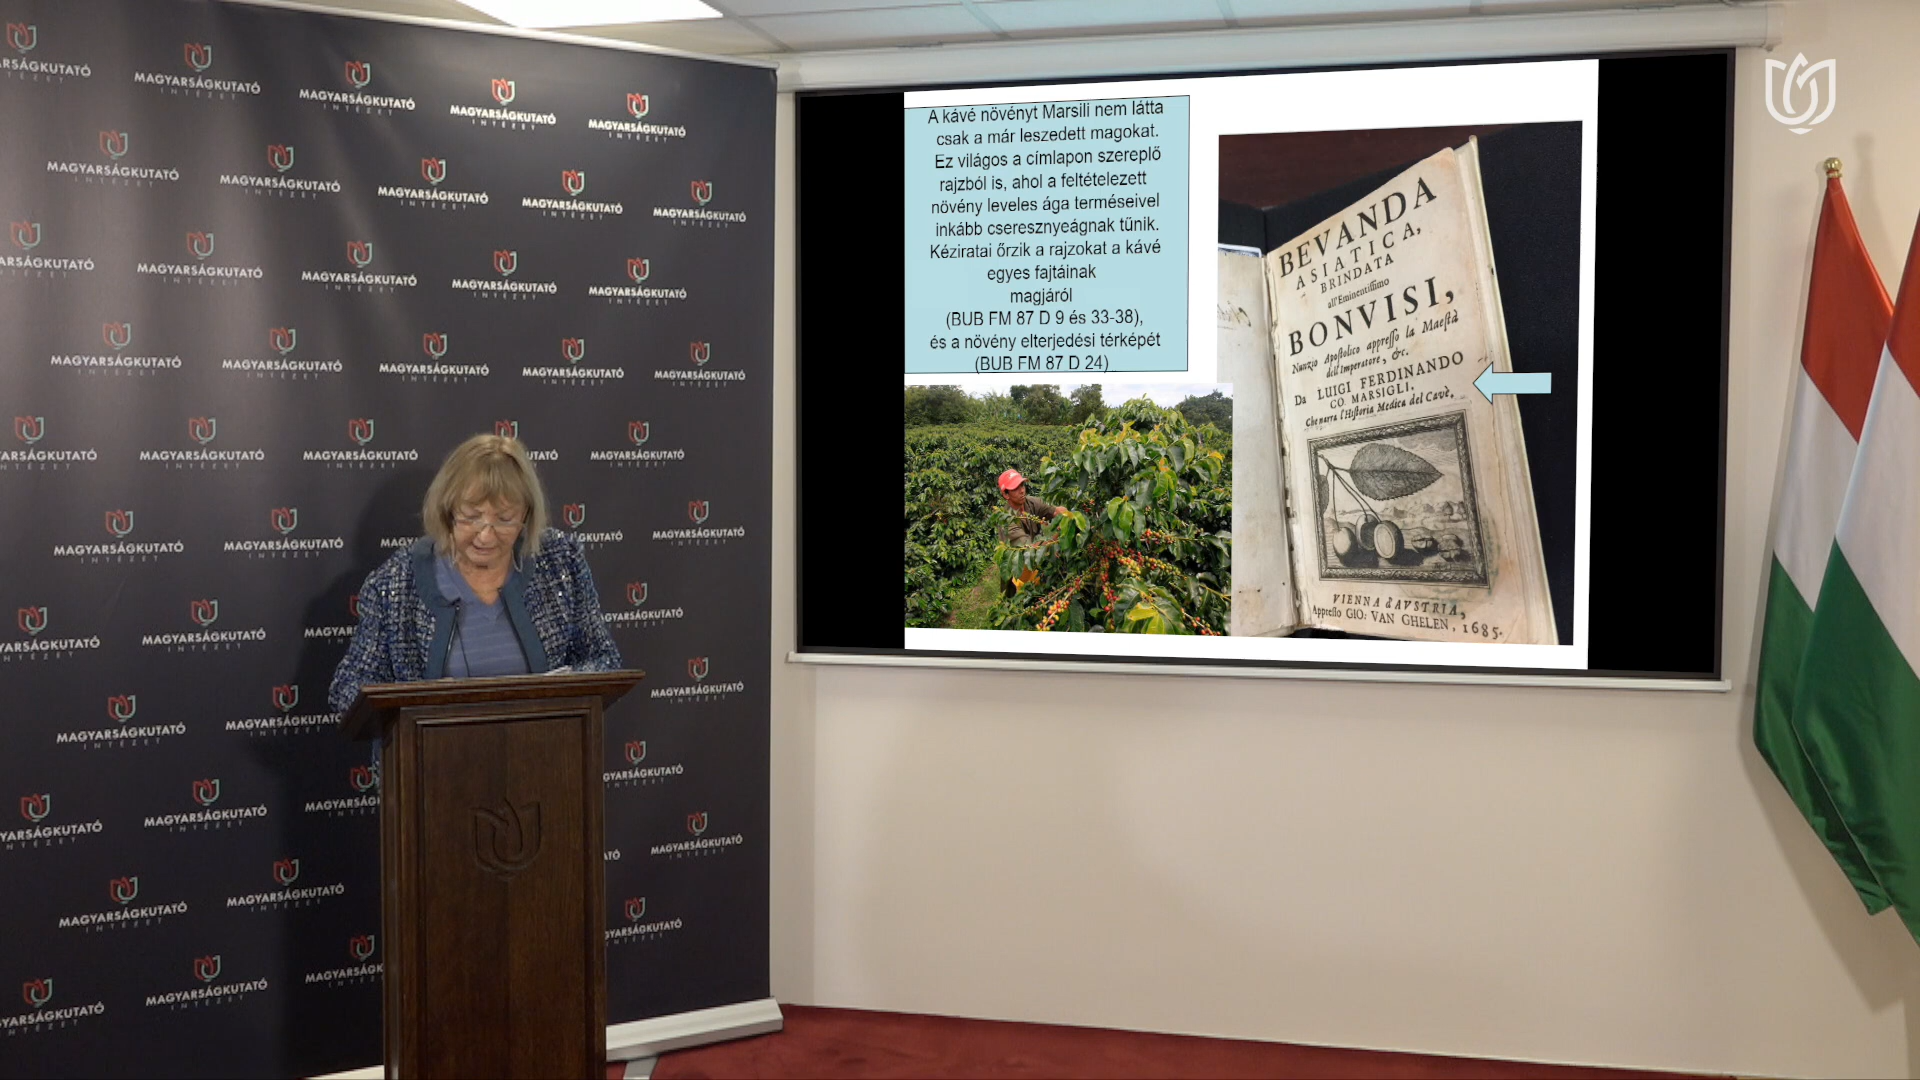 MAGYARSÁGKUTATÓ
INTÉZET
A kávé növényt Marsili nem látta
csak a már leszedett magokat.
Ez világos a címlapon szereplő
rajzból is, ahol a feltételezett
növény leveles ága terméseivel
inkább cseresznyeágnak tűnik.
Kéziratai őrzik a rajzokat a kávé
egyes fajtáinak
magjáról
(BUB FM 87 D 9 és 33-38),
és a növény elterjedési térképét
(BUB FM 87 D 24)
BEVANDA
ASIATICA,
BRINDATA
all'Eminentissimo
BONVISI,
Nunzio Apostolico appresso la Maestà
dell'Imperatore, &c.
Da LUIGI FERDINANDO
CO. MARSIGLI.
Che narra l'Historia Medica del Cavè.
VIENNA d'AVSTRIA,
Appresso GIO: VAN GHELEN, 1685.